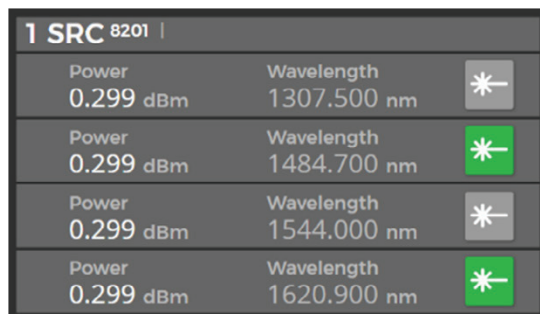 1 SRC 8201 |
Power Wavelength
0.299 dBm 1307.500 nm
Power Wavelength
0.299 dBm 1484.700 nm
Power Wavelength
0.299 dBm 1544.000 nm
Power Wavelength
0.299 dBm 1620.900 nm